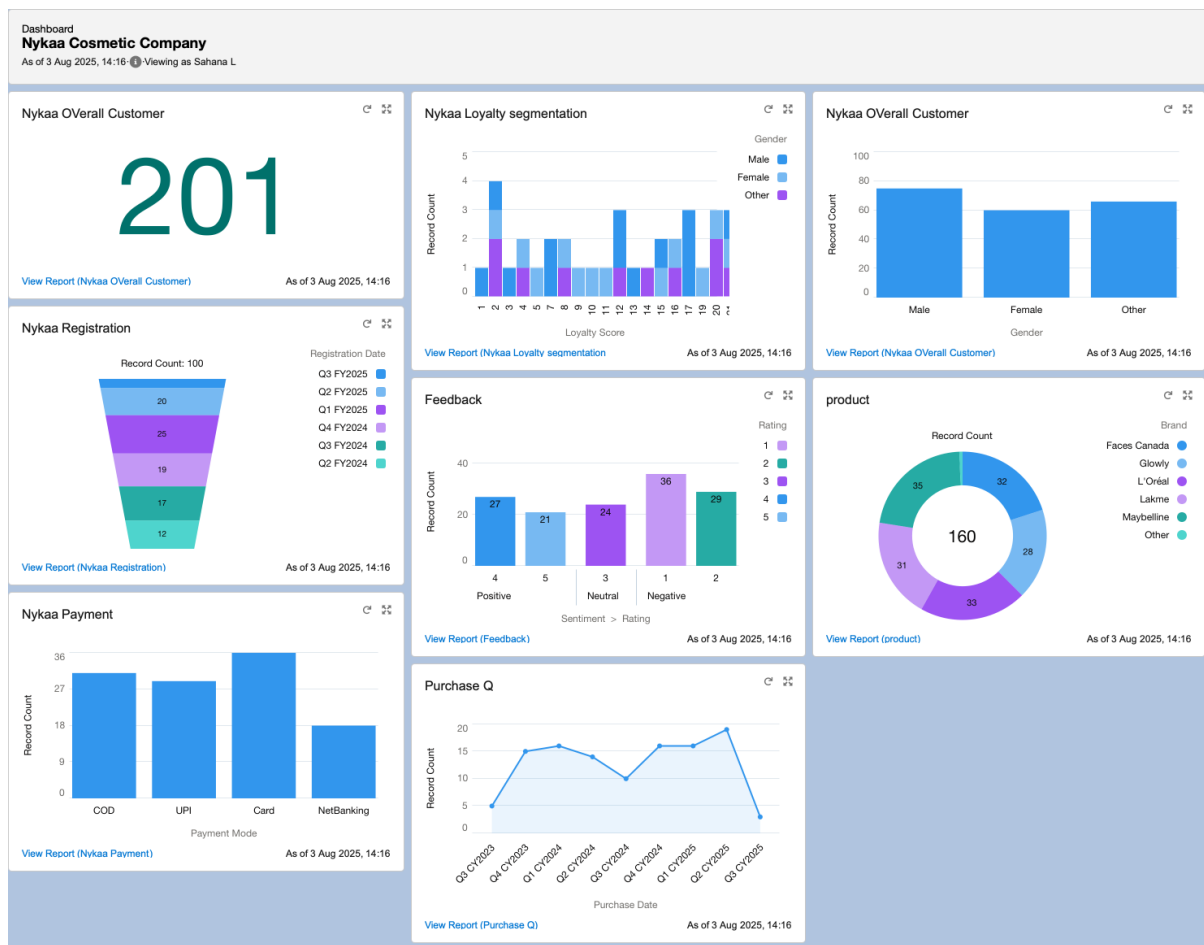 Dashboard
Nykaa Cosmetic Company
As of 3 Aug 2025, 14:16·Viewing as Sahana L
Nykaa OVerall Customer
201
View Report (Nykaa OVerall Customer)
As of 3 Aug 2025, 14:16
Nykaa Loyalty segmentation
Gender
Male
Female
Other
Record Count
5
4
3
2
1
0
1 2 3 4 5 7 8 9 10 11 12 13 14 15 16 17 19 20
Loyalty Score
View Report (Nykaa Loyalty segmentation
As of 3 Aug 2025, 14:16
Nykaa OVerall Customer
Record Count
100
80
60
40
20
0
Male Female Other
Gender
View Report (Nykaa OVerall Customer)
As of 3 Aug 2025, 14:16
Nykaa Registration
Record Count: 100
20
25
19
17
12
Registration Date
Q3 FY2025
Q2 FY2025
Q1 FY2025
Q4 FY2024
Q3 FY2024
Q2 FY2024
View Report (Nykaa Registration)
As of 3 Aug 2025, 14:16
Feedback
Rating
1
2
3
4
5
Record Count
40
20
0
27 21 24 36 29
4 5 3 1 2
Positive Neutral Negative
Sentiment > Rating
View Report (Feedback)
As of 3 Aug 2025, 14:16
product
Brand
Faces Canada
Glowly
L'Oréal
Lakme
Maybelline
Other
Record Count
32
28
33
31
35
160
View Report (product)
As of 3 Aug 2025, 14:16
Nykaa Payment
Record Count
36
27
18
9
0
COD UPI Card NetBanking
Payment Mode
View Report (Nykaa Payment)
As of 3 Aug 2025, 14:16
Purchase Q
Record Count
20
15
10
5
0
Q3 CY2023
Q4 CY2023
Q1 CY2024
Q2 CY2024
Q3 CY2024
Q4 CY2024
Q1 CY2025
Q2 CY2025
Q3 CY2025
Purchase Date
View Report (Purchase Q)
As of 3 Aug 2025, 14:16